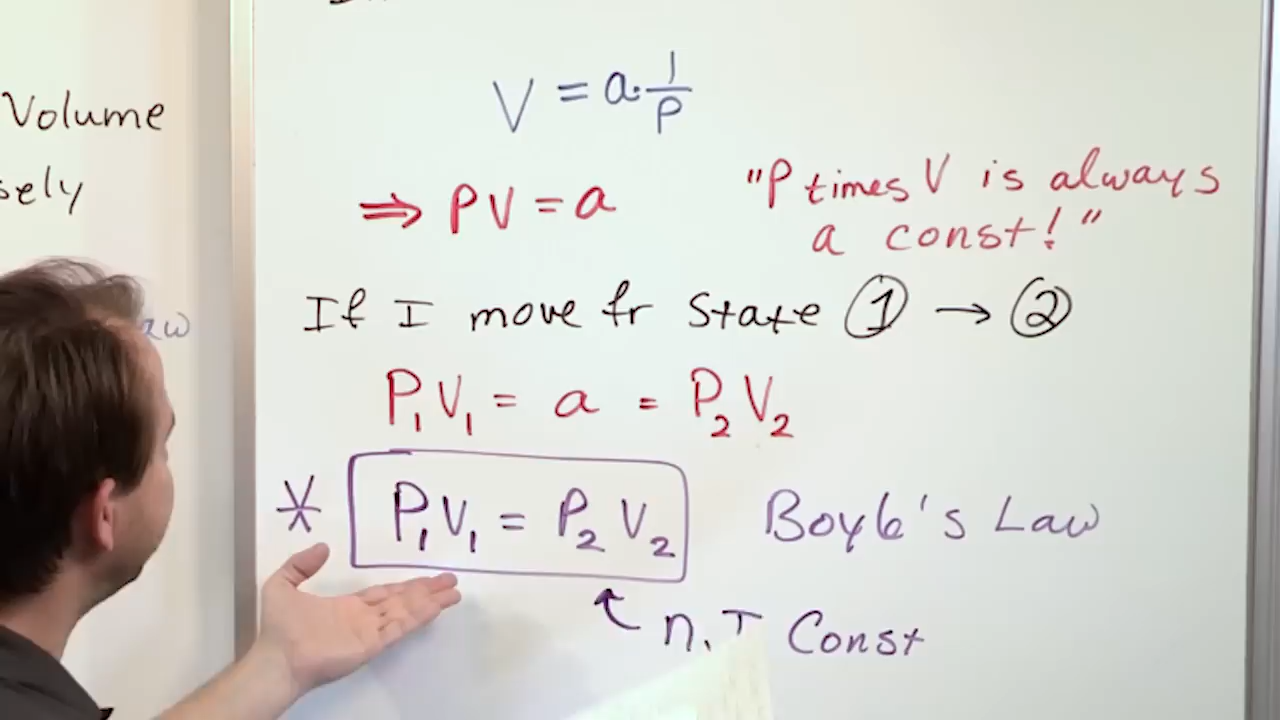 Volume
V = a · 1/P
⇒ PV = a
"P times V is always
a const!"
If I move fr State ① → ②
P₁V₁ = a = P₂V₂
* P₁V₁ = P₂V₂
Boyle's Law
n, T Const